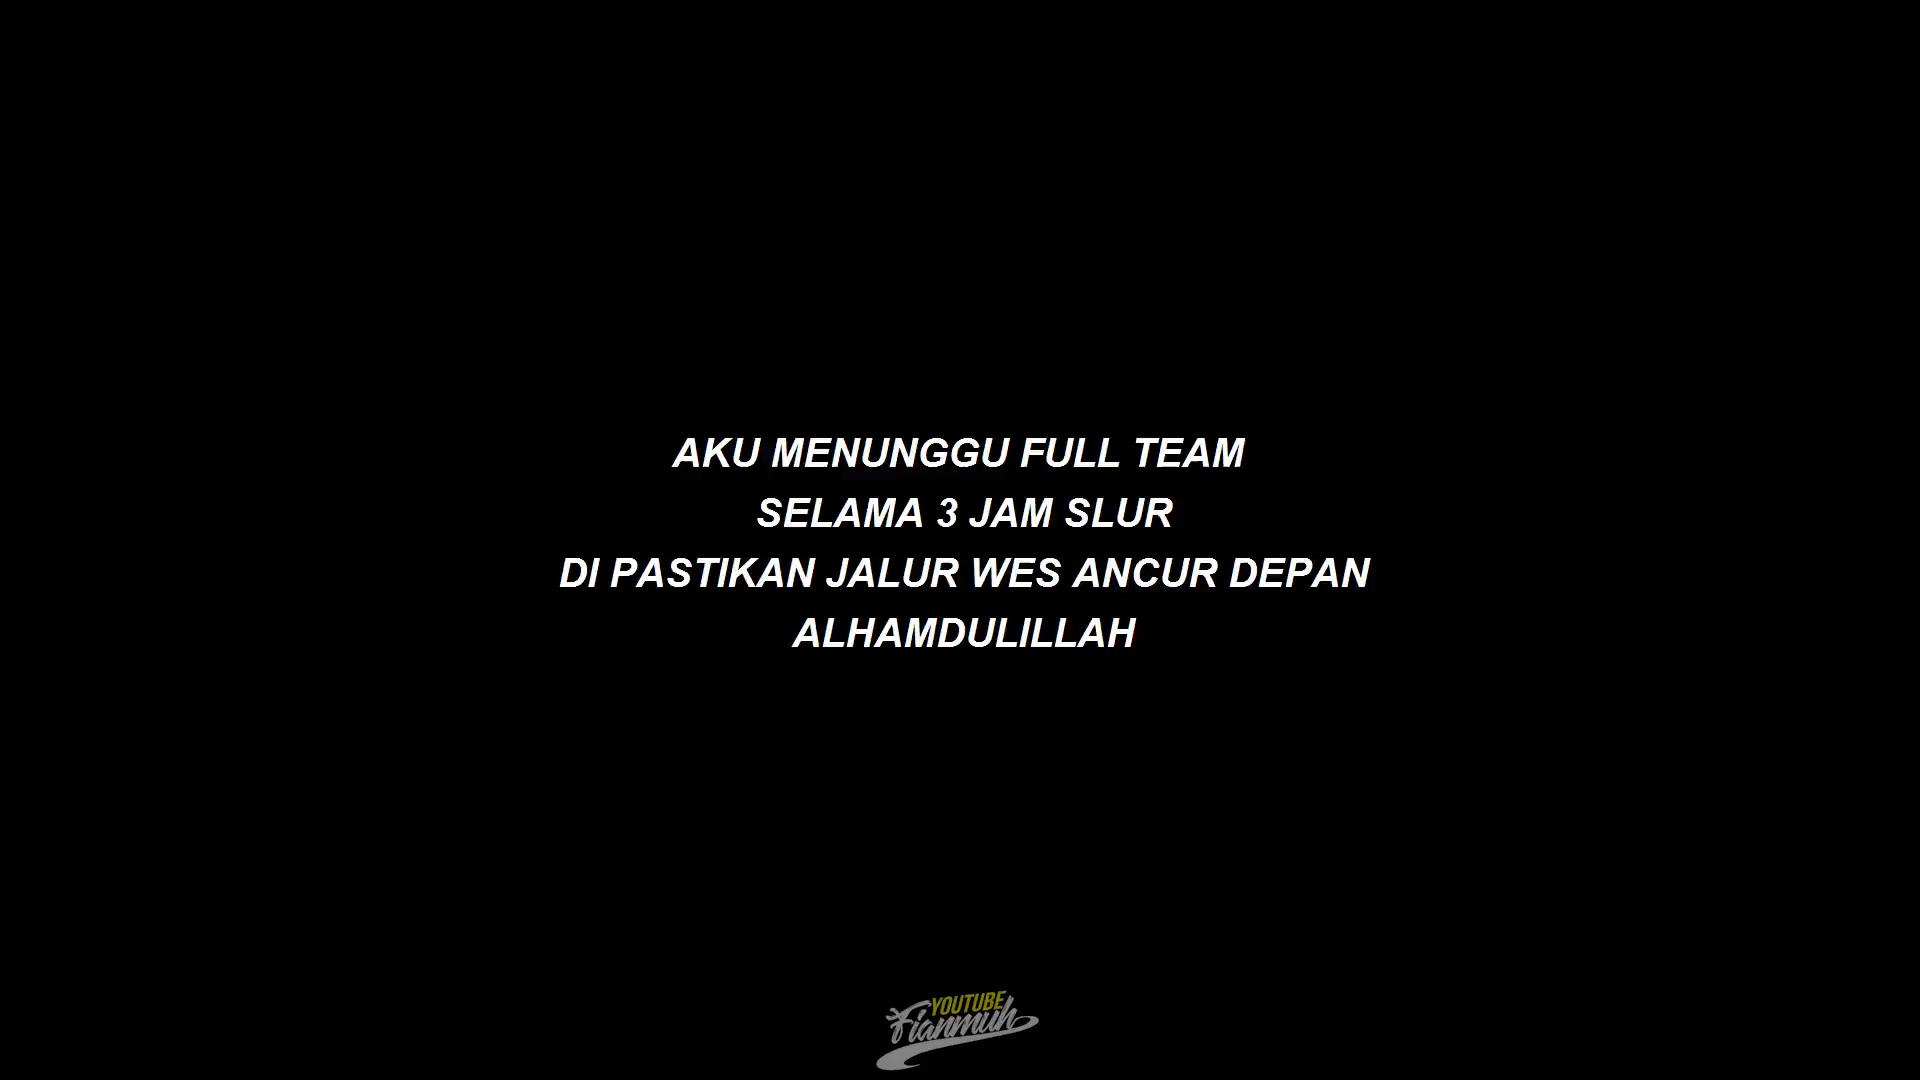 AKU MENUNGGU FULL TEAM
SELAMA 3 JAM SLUR
DI PASTIKAN JALUR WES ANCUR DEPAN
ALHAMDULILLAH
YOUTUBE
Fianmuh